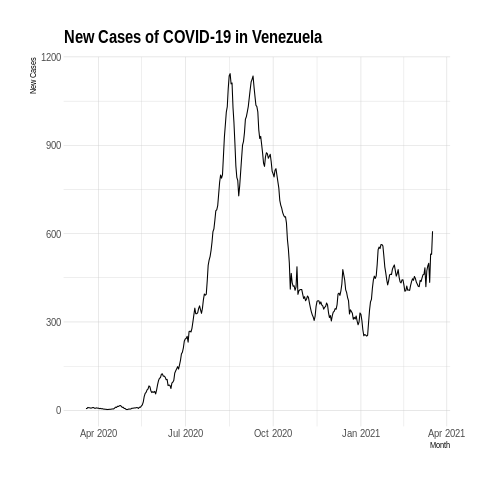 New Cases of COVID-19 in Venezuela
New Cases
1200
900
600
300
0
Apr 2020
Jul 2020
Oct 2020
Jan 2021
Apr 2021
Month